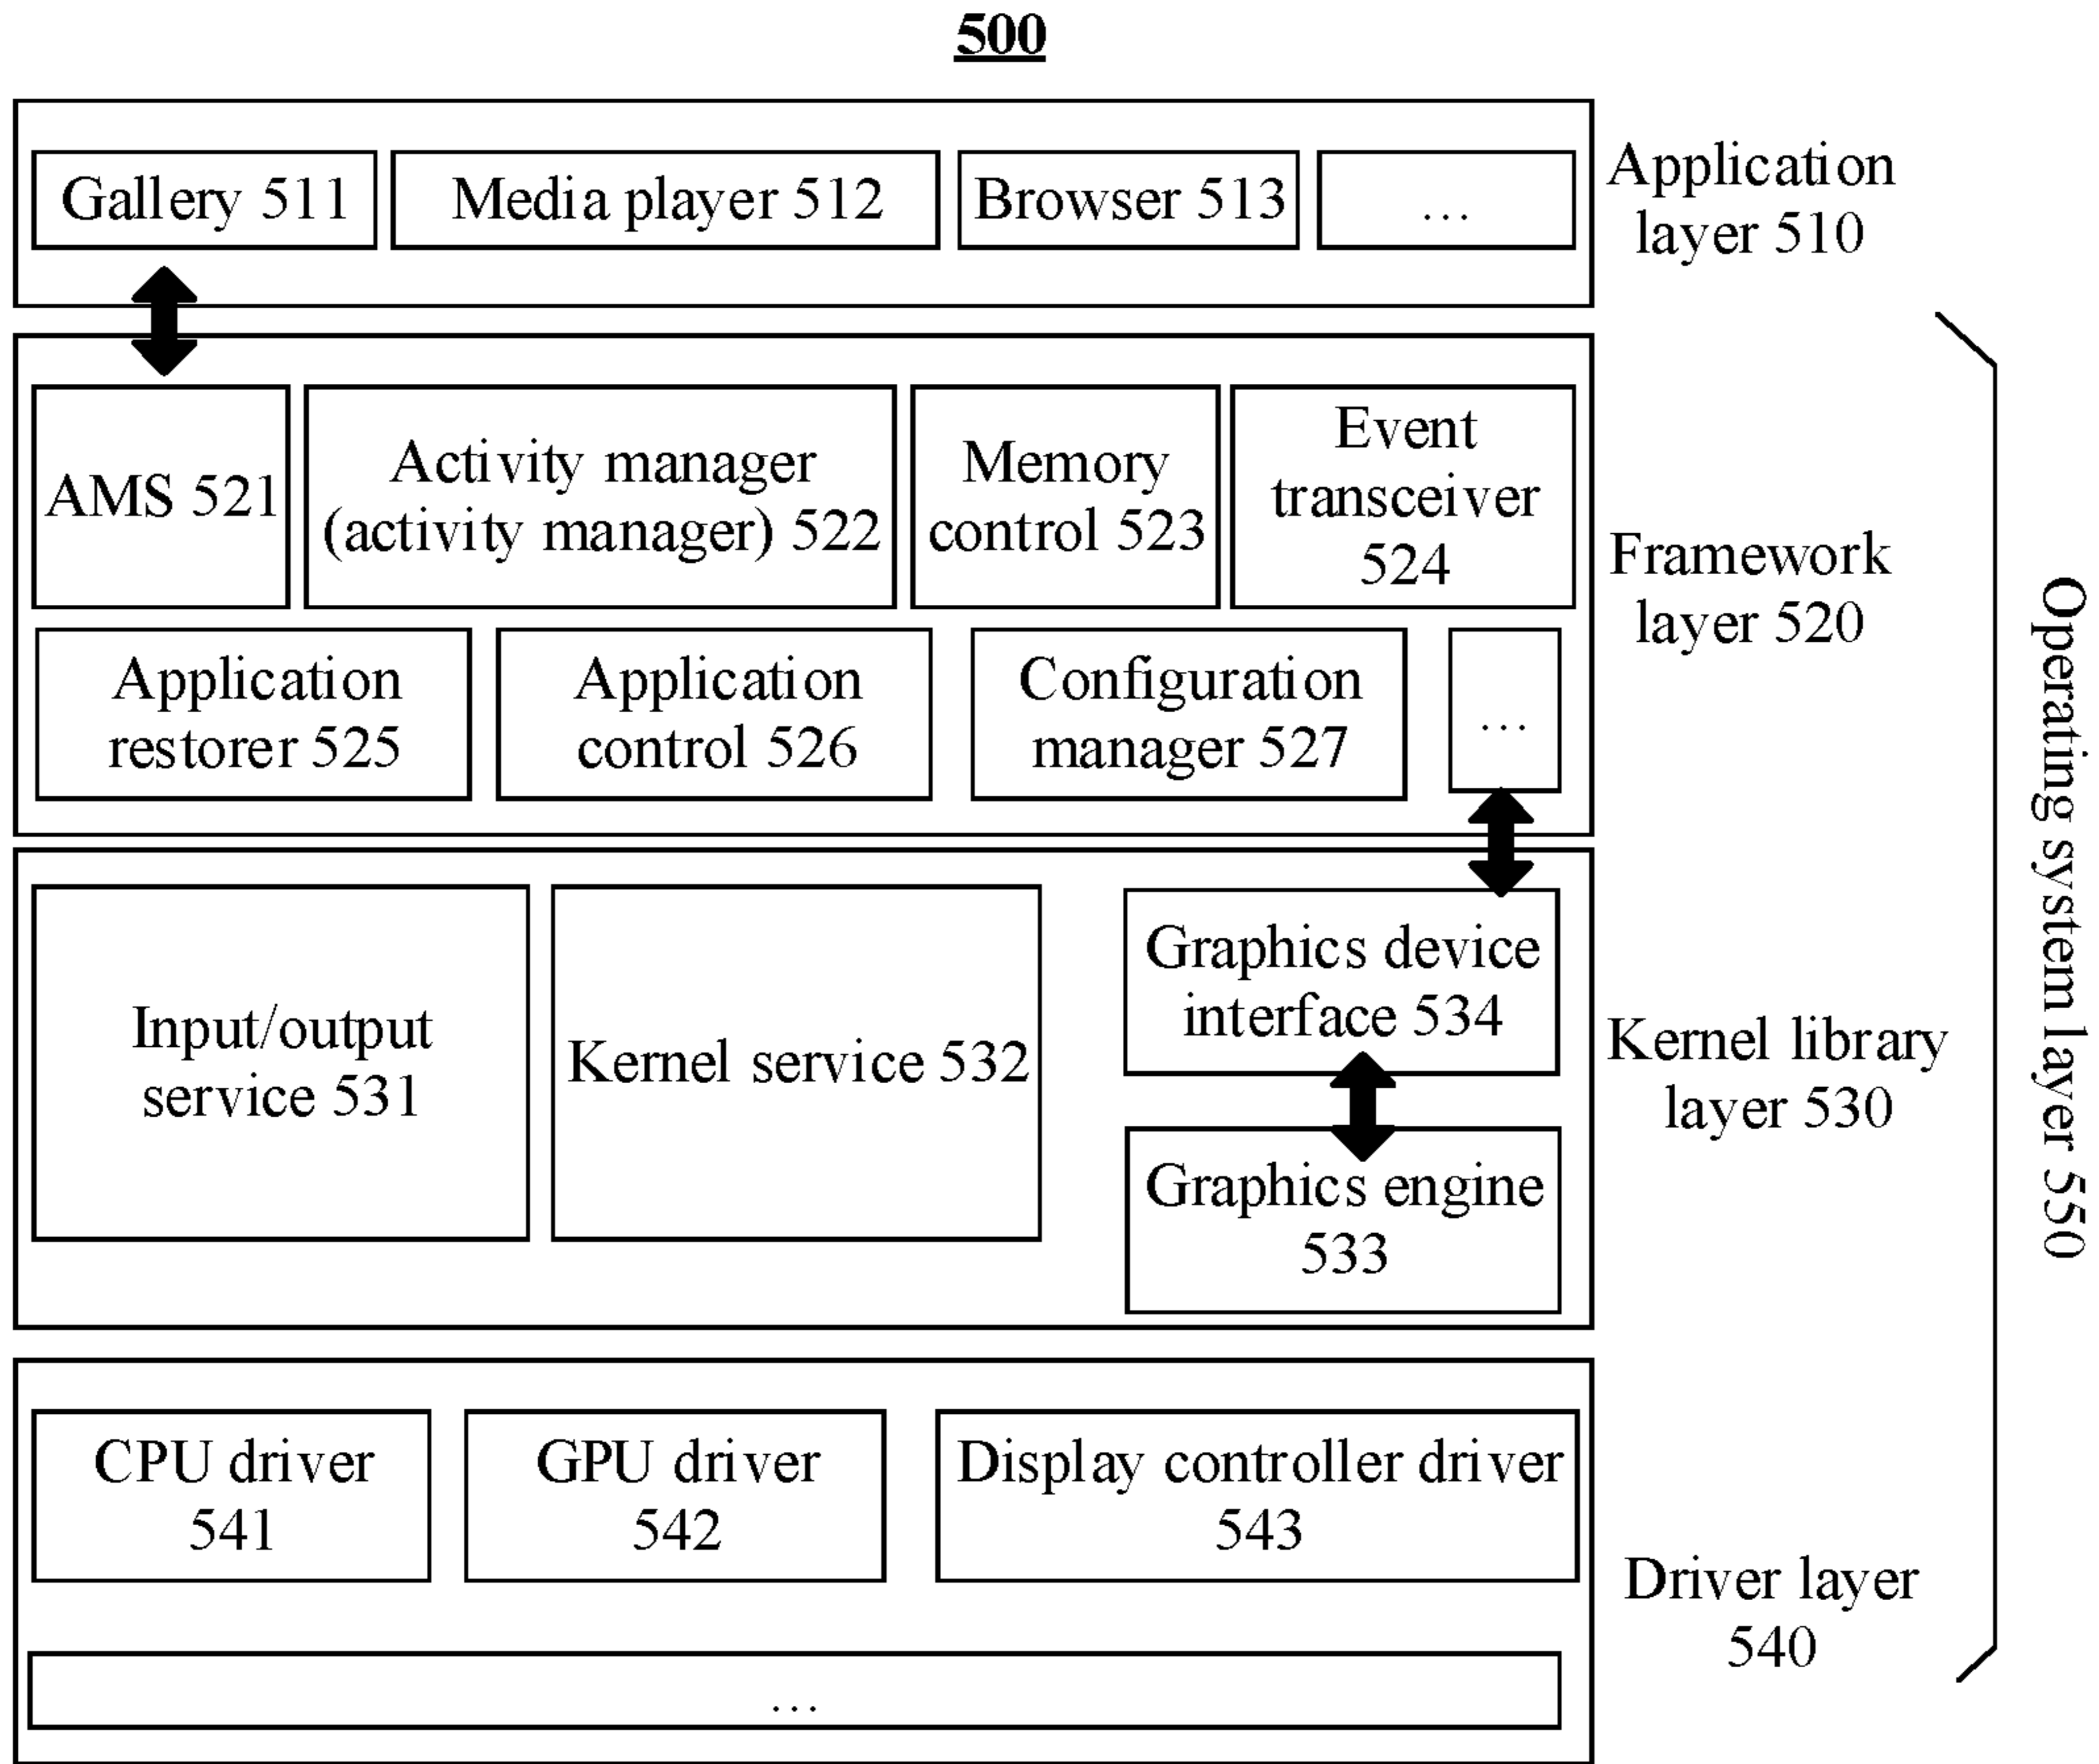 500
Gallery 511
Media player 512
Browser 513
...
Application
layer 510
AMS 521
Activity manager
(activity manager) 522
Memory
control 523
Event
transceiver
524
Application
restorer 525
Application
control 526
Configuration
manager 527
...
Framework
layer 520
Input/output
service 531
Kernel service 532
Graphics device
interface 534
Graphics engine
533
Kernel library
layer 530
CPU driver
541
GPU driver
542
Display controller driver
543
...
Driver layer
540
Operating system layer 550